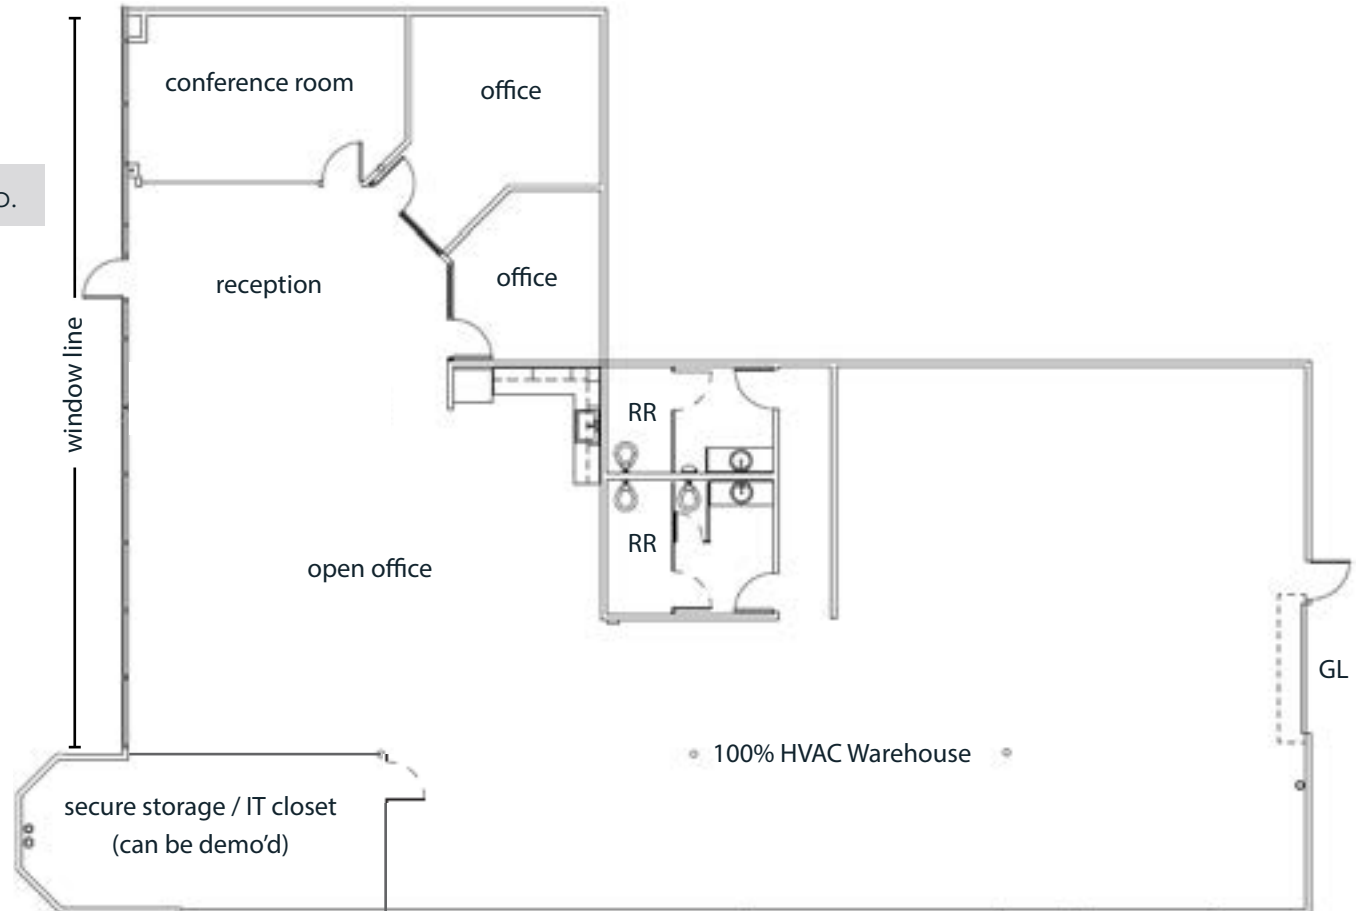 conference room
office
reception
office
window line
RR
RR
open office
GL
100% HVAC Warehouse
secure storage / IT closet
(can be demo’d)